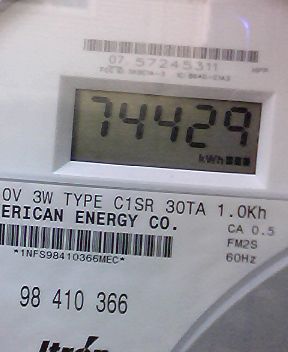 07 57245311
74429
kWh
0V 3W TYPE C1SR 30TA 1.0Kh
ERICAN ENERGY CO.
CA 0.5
FM2S
60Hz
*1NFS98410366MEC*
98 410 366
Itron